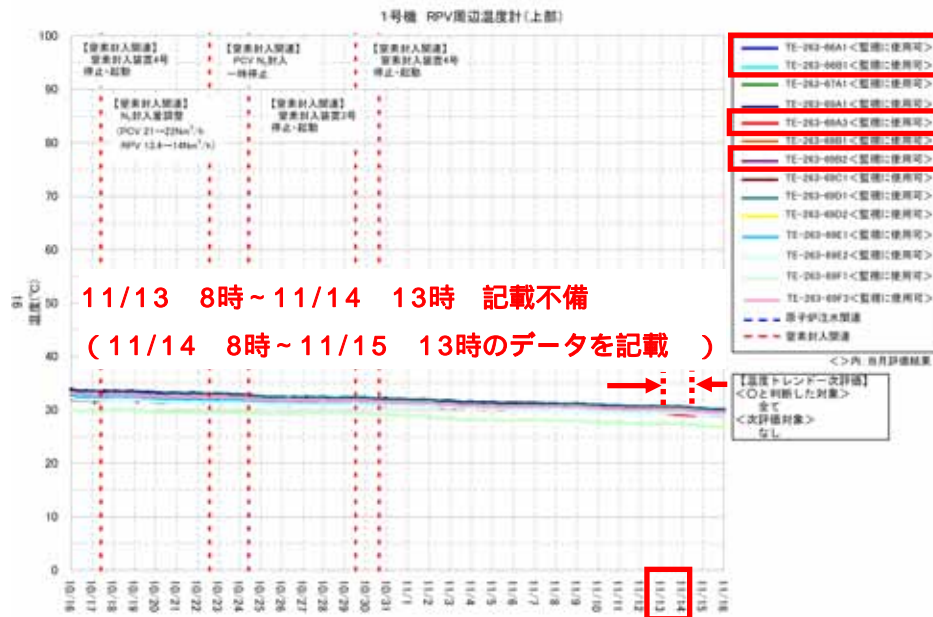 1号機 RPV周辺温度計(上部)
【窒素封入関連】
窒素封入装置4号
停止・起動
【窒素封入関連】
PCV N₂封入
一時停止
【窒素封入関連】
窒素封入装置4号
停止・起動
【窒素封入関連】
N₂封入量調整
(PCV 21→22Nm³/h
RPV 13.4→14Nm³/h)
【窒素封入関連】
窒素封入装置3号
停止・起動
11/13 8時~11/14 13時 記載不備
(11/14 8時~11/15 13時のデータを記載 )
温度(℃)
91
100
90
80
70
60
50
40
30
20
10
0
10/16
10/17
10/18
10/19
10/20
10/21
10/22
10/23
10/24
10/25
10/26
10/27
10/28
10/29
10/30
10/31
11/1
11/2
11/3
11/4
11/5
11/6
11/7
11/8
11/9
11/10
11/11
11/12
11/13
11/14
11/15
11/16
TE-263-66A1<監視に使用可>
TE-263-66B1<監視に使用可>
TE-263-67A1<監視に使用可>
TE-263-69A1<監視に使用可>
TE-263-69A3<監視に使用可>
TE-263-69B1<監視に使用可>
TE-263-69B2<監視に使用可>
TE-263-69C1<監視に使用可>
TE-263-69D1<監視に使用可>
TE-263-69D2<監視に使用可>
TE-263-69E1<監視に使用可>
TE-263-69E2<監視に使用可>
TE-263-69F1<監視に使用可>
TE-263-69F2<監視に使用可>
原子炉注水関連
窒素封入関連
<>内:当月評価結果
【温度トレンド一次評価】
<○と判断した対象>
全て
<次評価対象>
なし